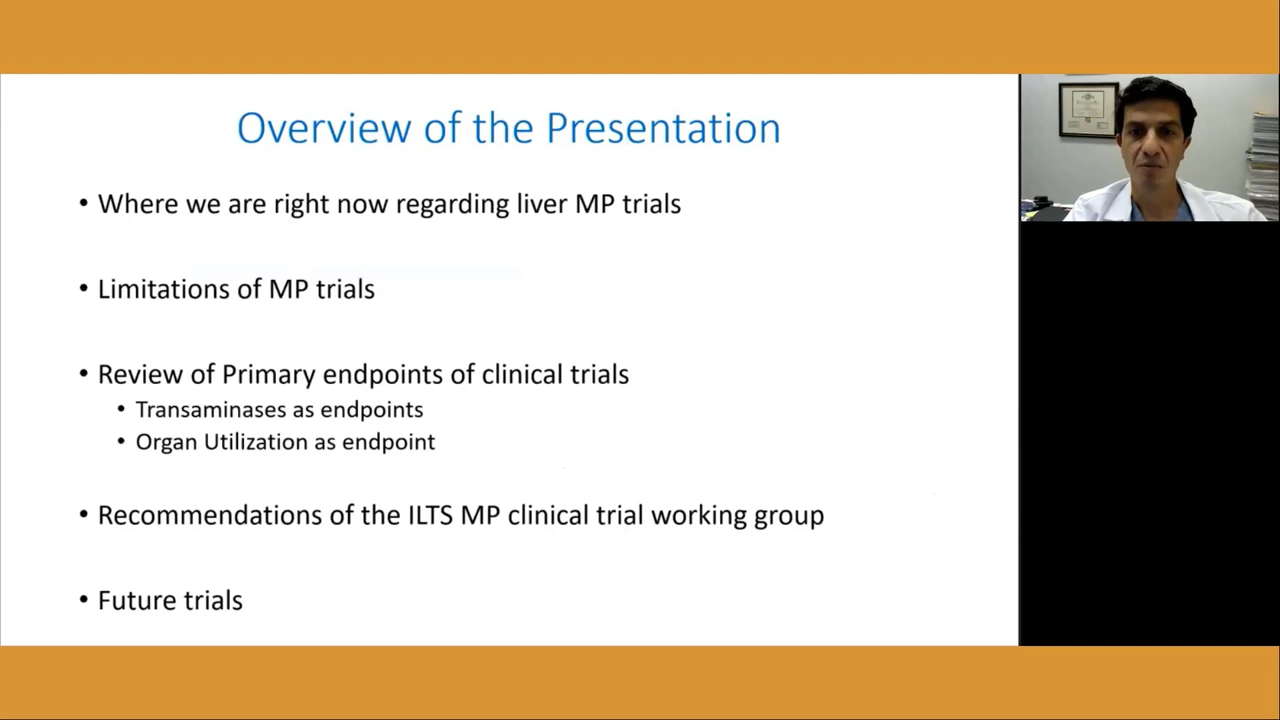 Overview of the Presentation
• Where we are right now regarding liver MP trials
• Limitations of MP trials
• Review of Primary endpoints of clinical trials
• Transaminases as endpoints
• Organ Utilization as endpoint
• Recommendations of the ILTS MP clinical trial working group
• Future trials